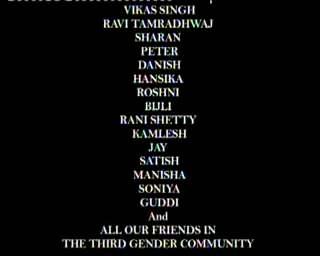 VIKAS SINGH
RAVI TAMRADHWAJ
SHARAN
PETER
DANISH
HANSIKA
ROSHNI
BIJLI
RANI SHETTY
KAMLESH
JAY
SATISH
MANISHA
SONIYA
GUDDI
And
ALL OUR FRIENDS IN
THE THIRD GENDER COMMUNITY